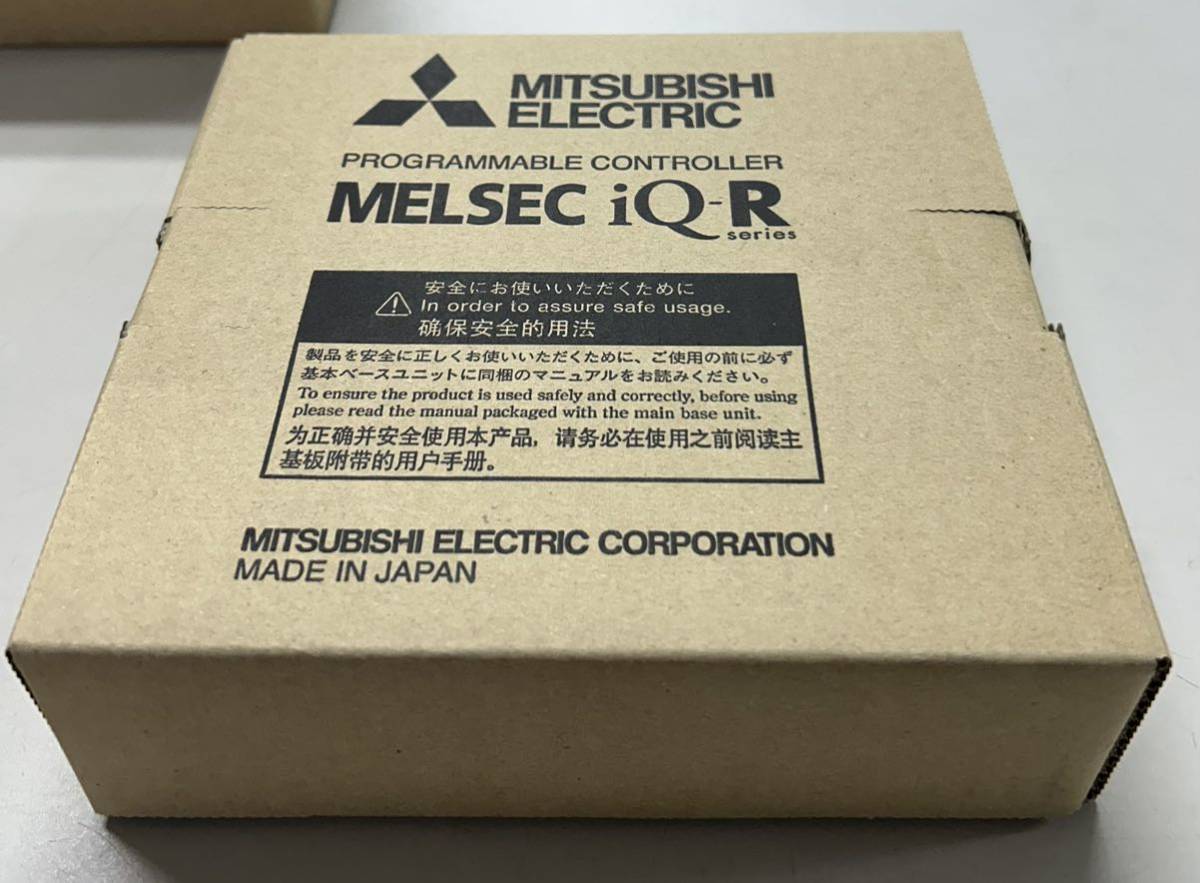 MITSUBISHI
ELECTRIC
PROGRAMMABLE CONTROLLER
MELSEC iQ-R
series
安全にお使いいただくために
In order to assure safe usage.
确保安全的用法
製品を安全に正しくお使いいただくために、ご使用の前に必ず
基本ベースユニットに同梱のマニュアルをお読みください。
To ensure the product is used safely and correctly, before using
please read the manual packaged with the main base unit.
为正确并安全使用本产品，请务必在使用之前阅读主
基板附带的用户手册。
MITSUBISHI ELECTRIC CORPORATION
MADE IN JAPAN